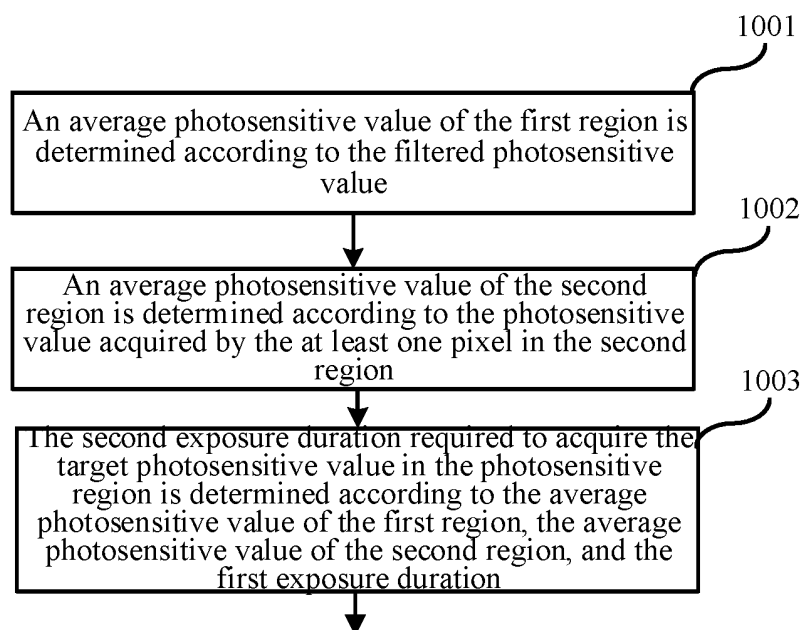 1001
An average photosensitive value of the first region is
determined according to the filtered photosensitive
value
1002
An average photosensitive value of the second
region is determined according to the photosensitive
value acquired by the at least one pixel in the second
region
1003
The second exposure duration required to acquire the
target photosensitive value in the photosensitive
region is determined according to the average
photosensitive value of the first region, the average
photosensitive value of the second region, and the
first exposure duration